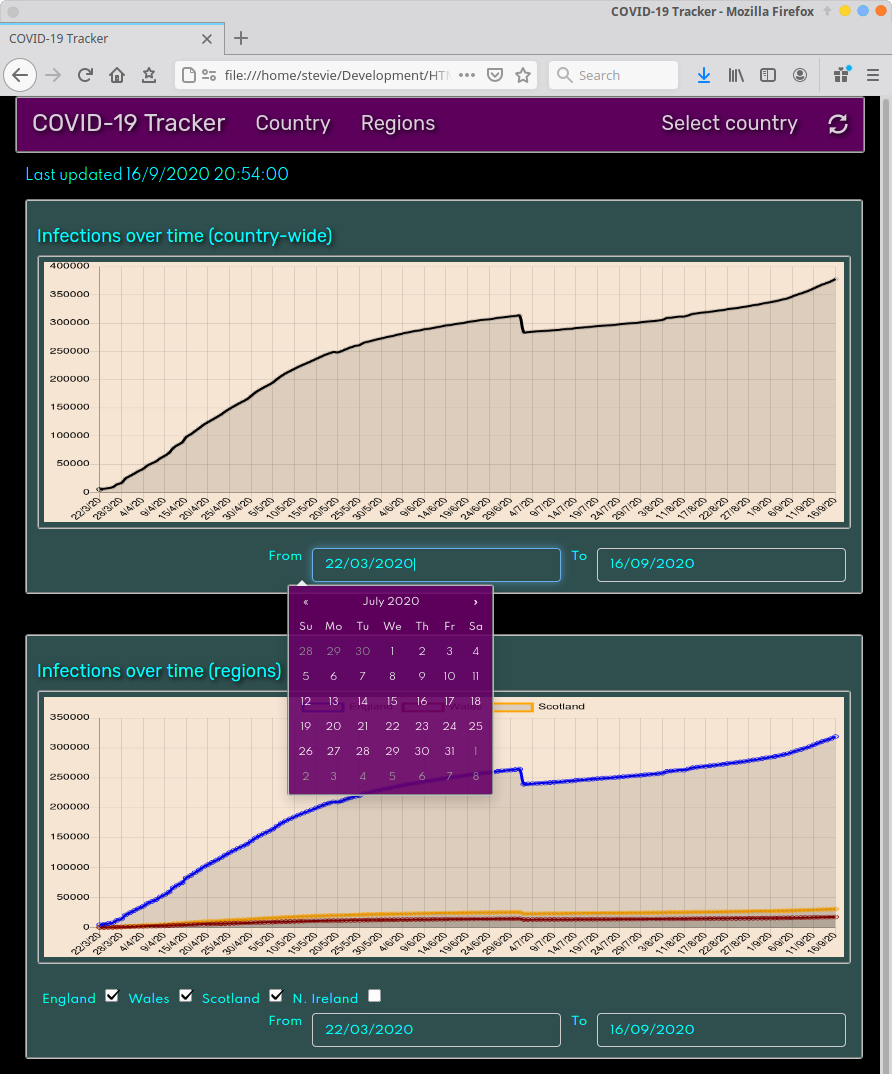 COVID-19 Tracker - Mozilla Firefox
COVID-19 Tracker
file:///home/stevie/Development/HTM
Search
COVID-19 Tracker Country Regions Select country
Last updated 16/9/2020 20:54:00
Infections over time (country-wide)
400000
350000
300000
250000
200000
150000
100000
50000
0
22/3/20 28/3/20 4/4/20 9/4/20 15/4/20 20/4/20 25/4/20 30/4/20 5/5/20 10/5/20 15/5/20 20/5/20 25/5/20 30/5/20 4/6/20 9/6/20 14/6/20 19/6/20 24/6/20 29/6/20 4/7/20 9/7/20 14/7/20 19/7/20 24/7/20 29/7/20 3/8/20 11/8/20 17/8/20 22/8/20 27/8/20 1/9/20 6/9/20 11/9/20 16/9/20
From 22/03/2020 To 16/09/2020
« July 2020 ›
Su Mo Tu We Th Fr Sa
28 29 30 1 2 3 4
5 6 7 8 9 10 11
12 13 14 15 16 17 18
19 20 21 22 23 24 25
26 27 28 29 30 31 1
2 3 4 5 6 7 8
Infections over time (regions)
England Wales Scotland
350000
300000
250000
200000
150000
100000
50000
0
22/3/20 28/3/20 4/4/20 9/4/20 15/4/20 20/4/20 25/4/20 30/4/20 5/5/20 10/5/20 15/5/20 20/5/20 25/5/20 30/5/20 4/6/20 9/6/20 14/6/20 19/6/20 24/6/20 29/6/20 4/7/20 9/7/20 14/7/20 19/7/20 24/7/20 29/7/20 3/8/20 11/8/20 17/8/20 22/8/20 27/8/20 1/9/20 6/9/20 11/9/20 16/9/20
England Wales Scotland N. Ireland
From 22/03/2020 To 16/09/2020